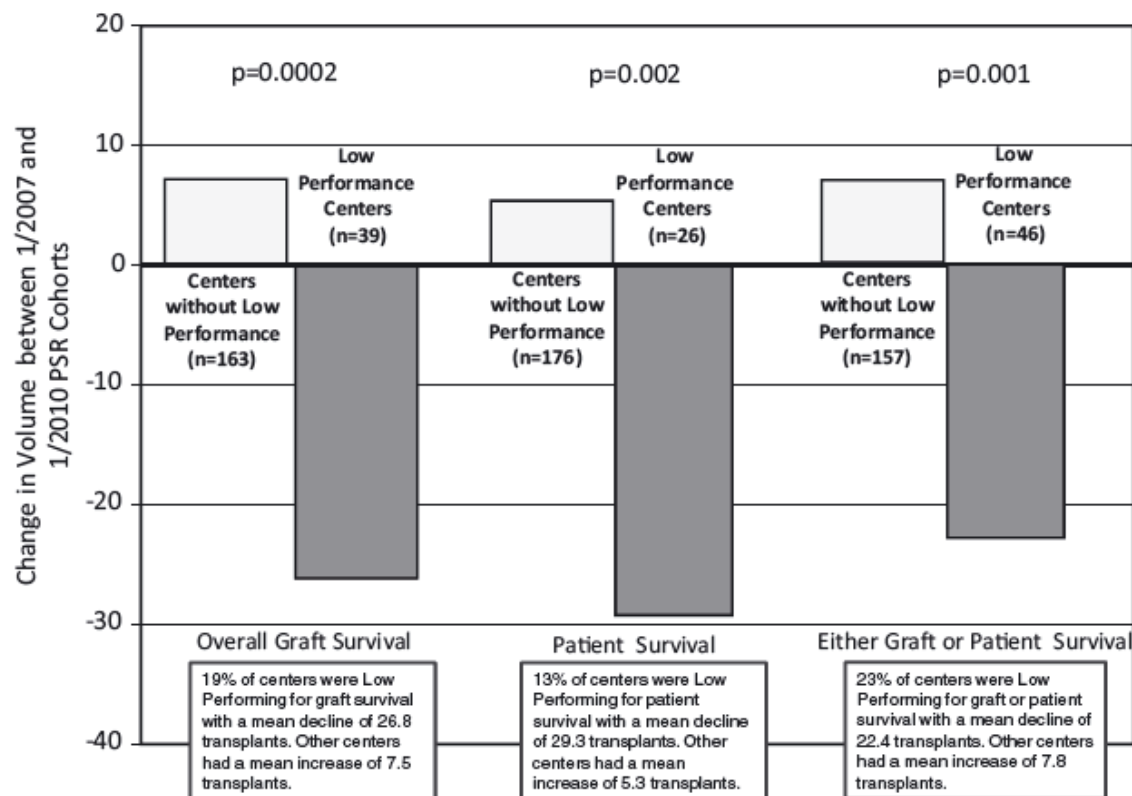 Change in Volume between 1/2007 and
1/2010 PSR Cohorts
20
10
0
-10
-20
-30
-40
p=0.0002
p=0.002
p=0.001
Low
Performance
Centers
(n=39)
Centers
without Low
Performance
(n=163)
Low
Performance
Centers
(n=26)
Centers
without Low
Performance
(n=176)
Low
Performance
Centers
(n=46)
Centers
without Low
Performance
(n=157)
Overall Graft Survival
19% of centers were Low
Performing for graft survival
with a mean decline of 26.8
transplants. Other centers
had a mean increase of 7.5
transplants.
Patient Survival
13% of centers were Low
Performing for patient
survival with a mean decline
of 29.3 transplants. Other
centers had a mean
increase of 5.3 transplants.
Either Graft or Patient Survival
23% of centers were Low
Performing for graft or patient
survival with a mean decline of
22.4 transplants. Other centers
had a mean increase of 7.8
transplants.